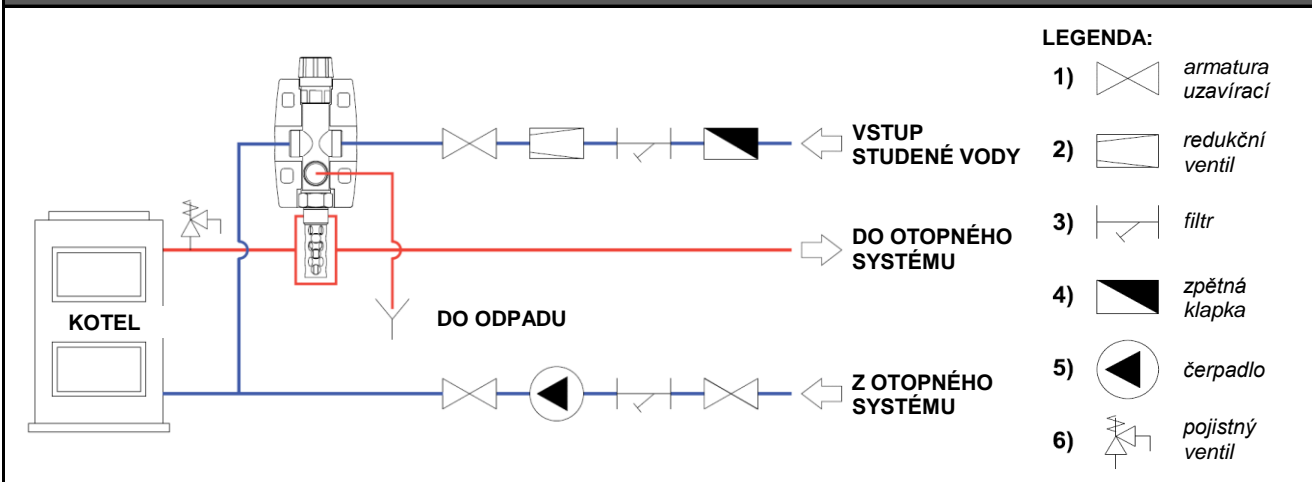 VSTUP
STUDENÉ VODY
DO OTOPNÉHO
SYSTÉMU
KOTEL
DO ODPADU
Z OTOPNÉHO
SYSTÉMU
LEGENDA:
1) armatura
uzavírací
2) redukční
ventil
3) filtr
4) zpětná
klapka
5) čerpadlo
6) pojistný
ventil